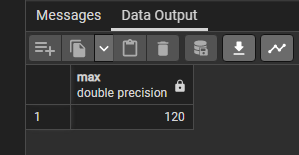 Messages Data Output
max
double precision
1 120